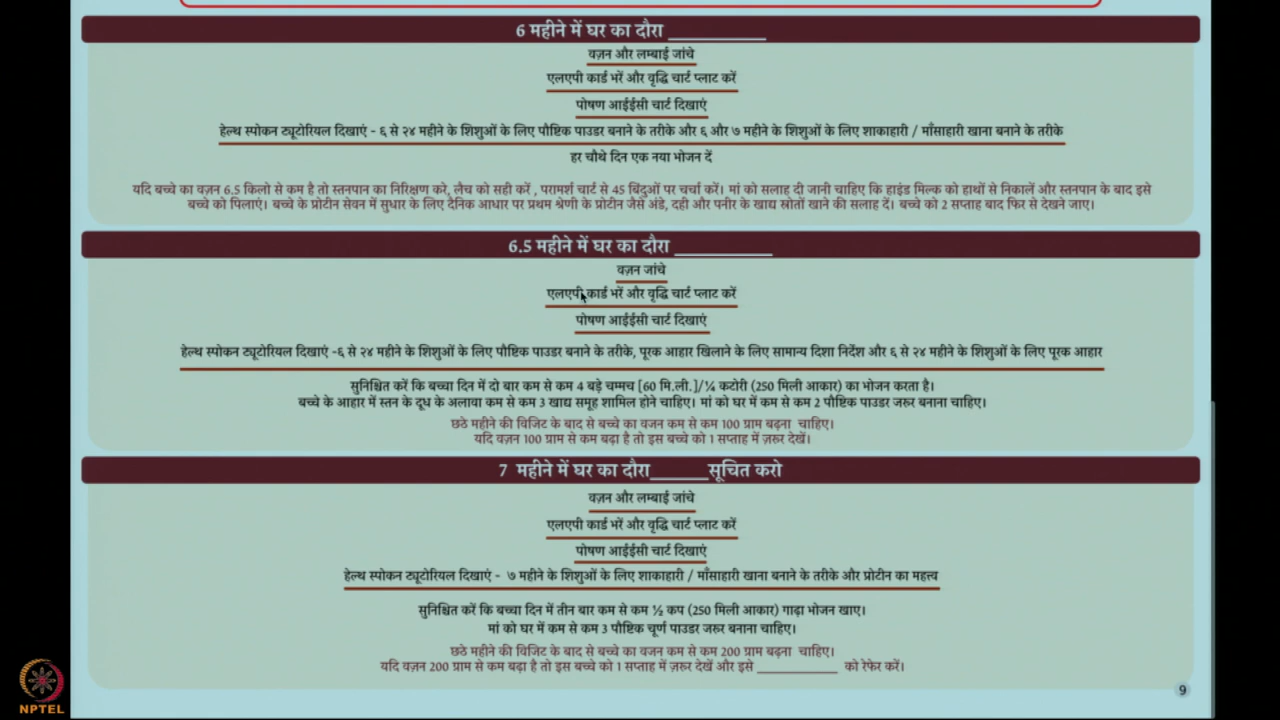 6 महीने में घर का दौरा __________
वज़न और लम्बाई जांचे
एलएपी कार्ड भरें और वृद्धि चार्ट प्लाट करें
पोषण आईईसी चार्ट दिखाएं
हेल्थ स्पोकन ट्यूटोरियल दिखाएं - ६ से २४ महीने के शिशुओं के लिए पौष्टिक पाउडर बनाने के तरीके और ६ और ७ महीने के शिशुओं के लिए शाकाहारी / माँसाहारी खाना बनाने के तरीके
हर चौथे दिन एक नया भोजन दें
यदि बच्चे का वज़न 6.5 किलो से कम है तो स्तनपान का निरिक्षण करे, लैच को सही करें , परामर्श चार्ट से 45 बिंदुओं पर चर्चा करें। मां को सलाह दी जानी चाहिए कि हाइंड मिल्क को हाथों से निकालें और स्तनपान के बाद इसे
बच्चे को पिलाएं। बच्चे के प्रोटीन सेवन में सुधार के लिए दैनिक आधार पर प्रथम श्रेणी के प्रोटीन जैसे अंडे, दही और पनीर के खाद्य स्रोतों खाने की सलाह दें। बच्चे को 2 सप्ताह बाद फिर से देखने जाए।
6.5 महीने में घर का दौरा __________
वज़न जांचे
एलएपी कार्ड भरें और वृद्धि चार्ट प्लाट करें
पोषण आईईसी चार्ट दिखाएं
हेल्थ स्पोकन ट्यूटोरियल दिखाएं -६ से २४ महीने के शिशुओं के लिए पौष्टिक पाउडर बनाने के तरीके, पूरक आहार खिलाने के लिए सामान्य दिशा निर्देश और ६ से २४ महीने के शिशुओं के लिए पूरक आहार
सुनिश्चित करें कि बच्चा दिन में दो बार कम से कम 4 बड़े चम्मच [60 मि.ली.]/¼ कटोरी (250 मिली आकार) का भोजन करता है।
बच्चे के आहार में स्तन के दूध के अलावा कम से कम 3 खाद्य समूह शामिल होने चाहिए। मां को घर में कम से कम 2 पौष्टिक पाउडर जरुर बनाना चाहिए।
छठे महीने की विजिट के बाद से बच्चे का वजन कम से कम 100 ग्राम बढ़ना चाहिए।
यदि वज़न 100 ग्राम से कम बढ़ा है तो इस बच्चे को 1 सप्ताह में ज़रुर देखें।
7 महीने में घर का दौरा______सूचित करो
वज़न और लम्बाई जांचे
एलएपी कार्ड भरें और वृद्धि चार्ट प्लाट करें
पोषण आईईसी चार्ट दिखाएं
हेल्थ स्पोकन ट्यूटोरियल दिखाएं - ७ महीने के शिशुओं के लिए शाकाहारी / माँसाहारी खाना बनाने के तरीके और प्रोटीन का महत्त्व
सुनिश्चित करें कि बच्चा दिन में तीन बार कम से कम ½ कप (250 मिली आकार) गाढ़ा भोजन खाए।
मां को घर में कम से कम 3 पौष्टिक चूर्ण पाउडर जरुर बनाना चाहिए।
छठे महीने की विजिट के बाद से बच्चे का वजन कम से कम 200 ग्राम बढ़ना चाहिए।
यदि वज़न 200 ग्राम से कम बढ़ा है तो इस बच्चे को 1 सप्ताह में ज़रुर देखें और इसे ____________ को रेफेर करें।
9
NPTEL